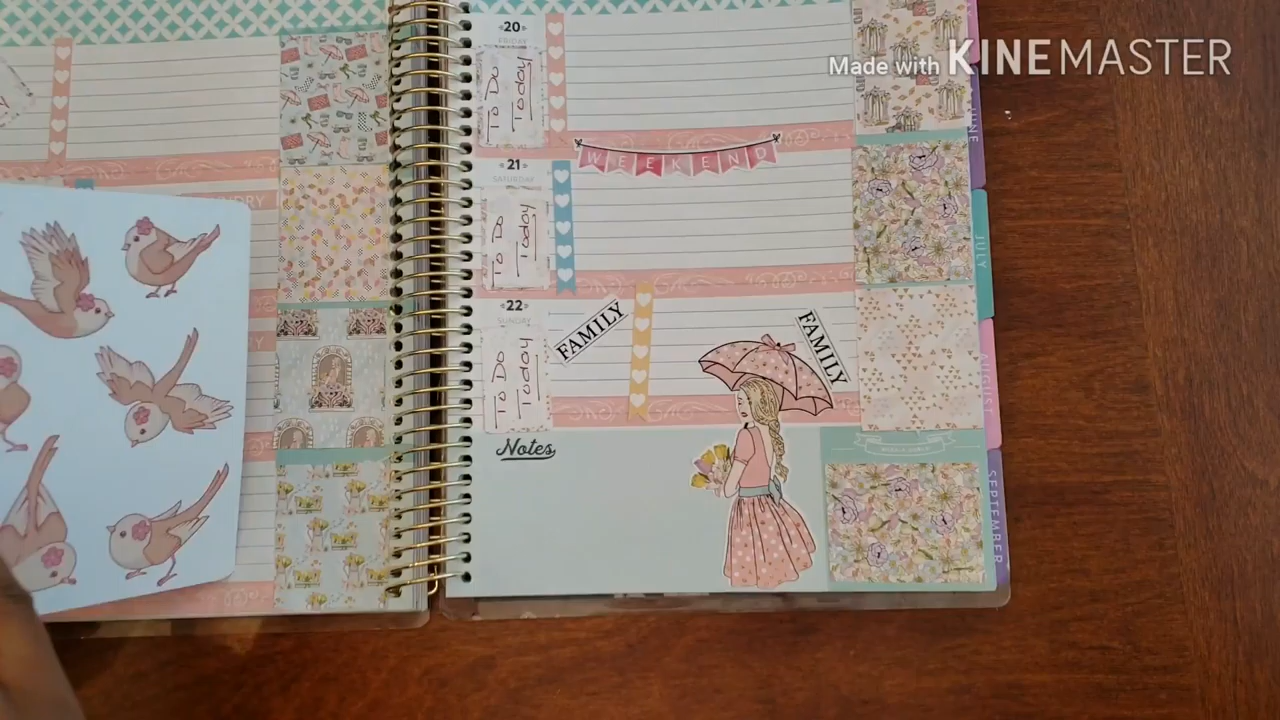 Made with KINEMASTER
20
FRIDAY
TO DO
Today
WEEKEND
21
SATURDAY
TO DO
Today
22
SUNDAY
TO DO
Today
FAMILY
FAMILY
Notes
JUNE
JULY
AUGUST
SEPTEMBER